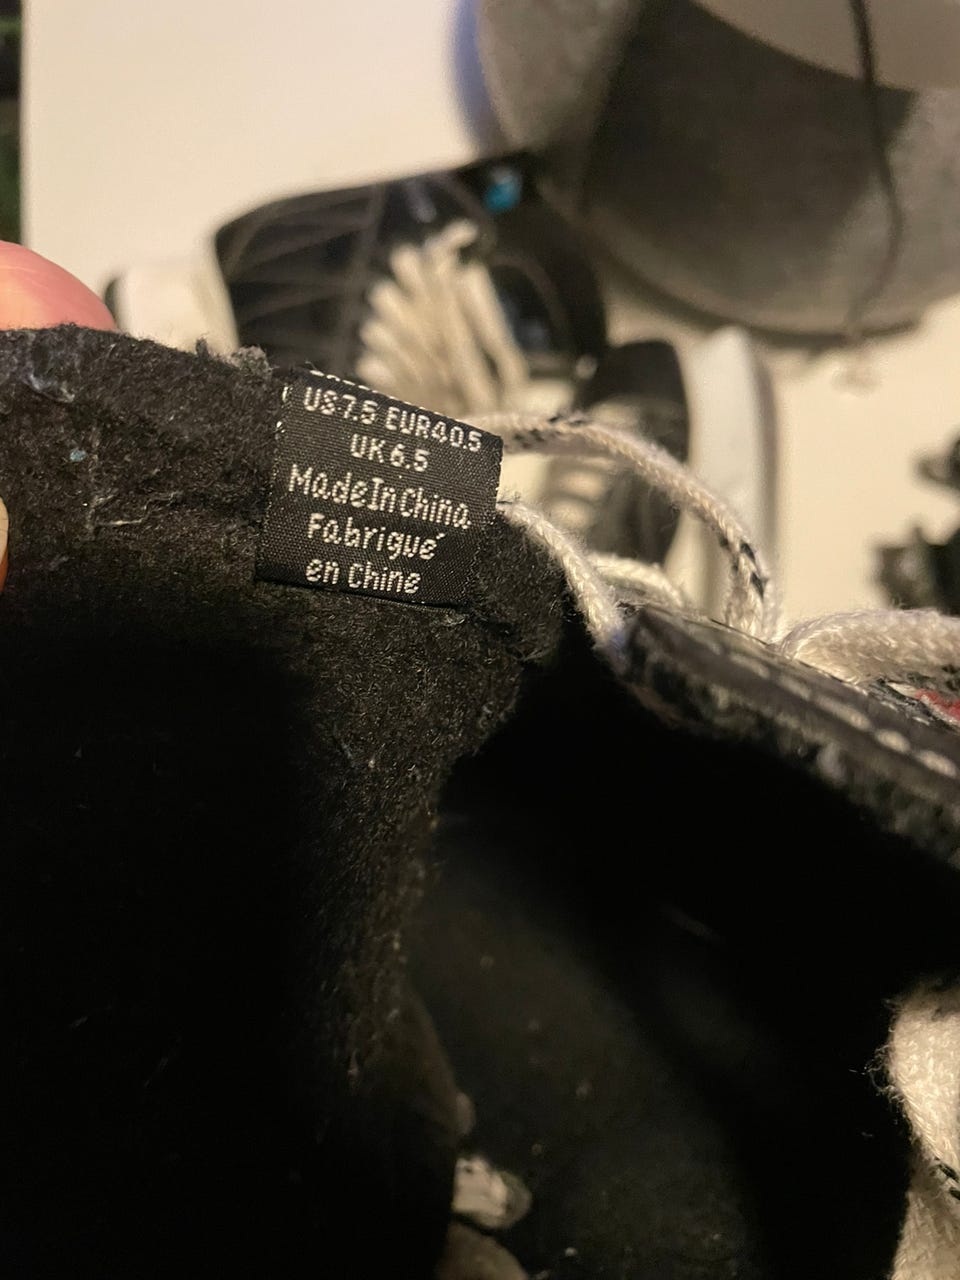 US7.5 EUR40.5
UK 6.5
MadeInChina
Fabriqué
en Chine